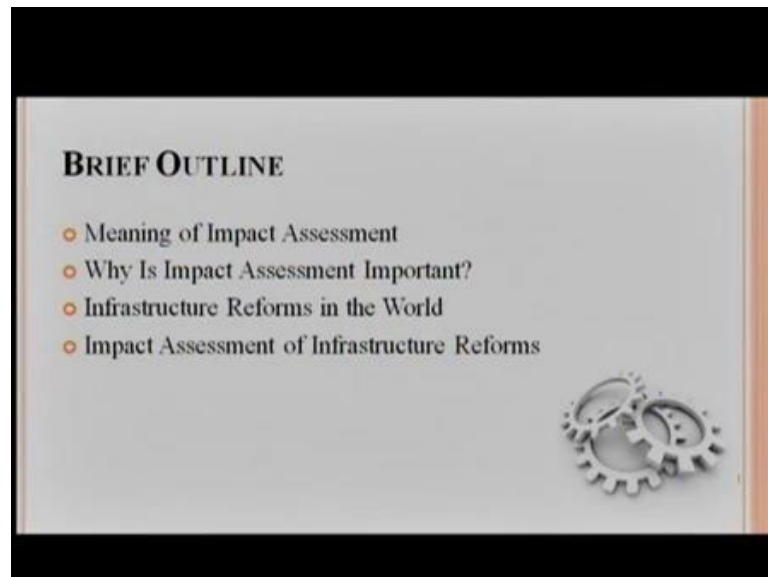 BRIEF OUTLINE
Meaning of Impact Assessment
Why Is Impact Assessment Important?
Infrastructure Reforms in the World
Impact Assessment of Infrastructure Reforms